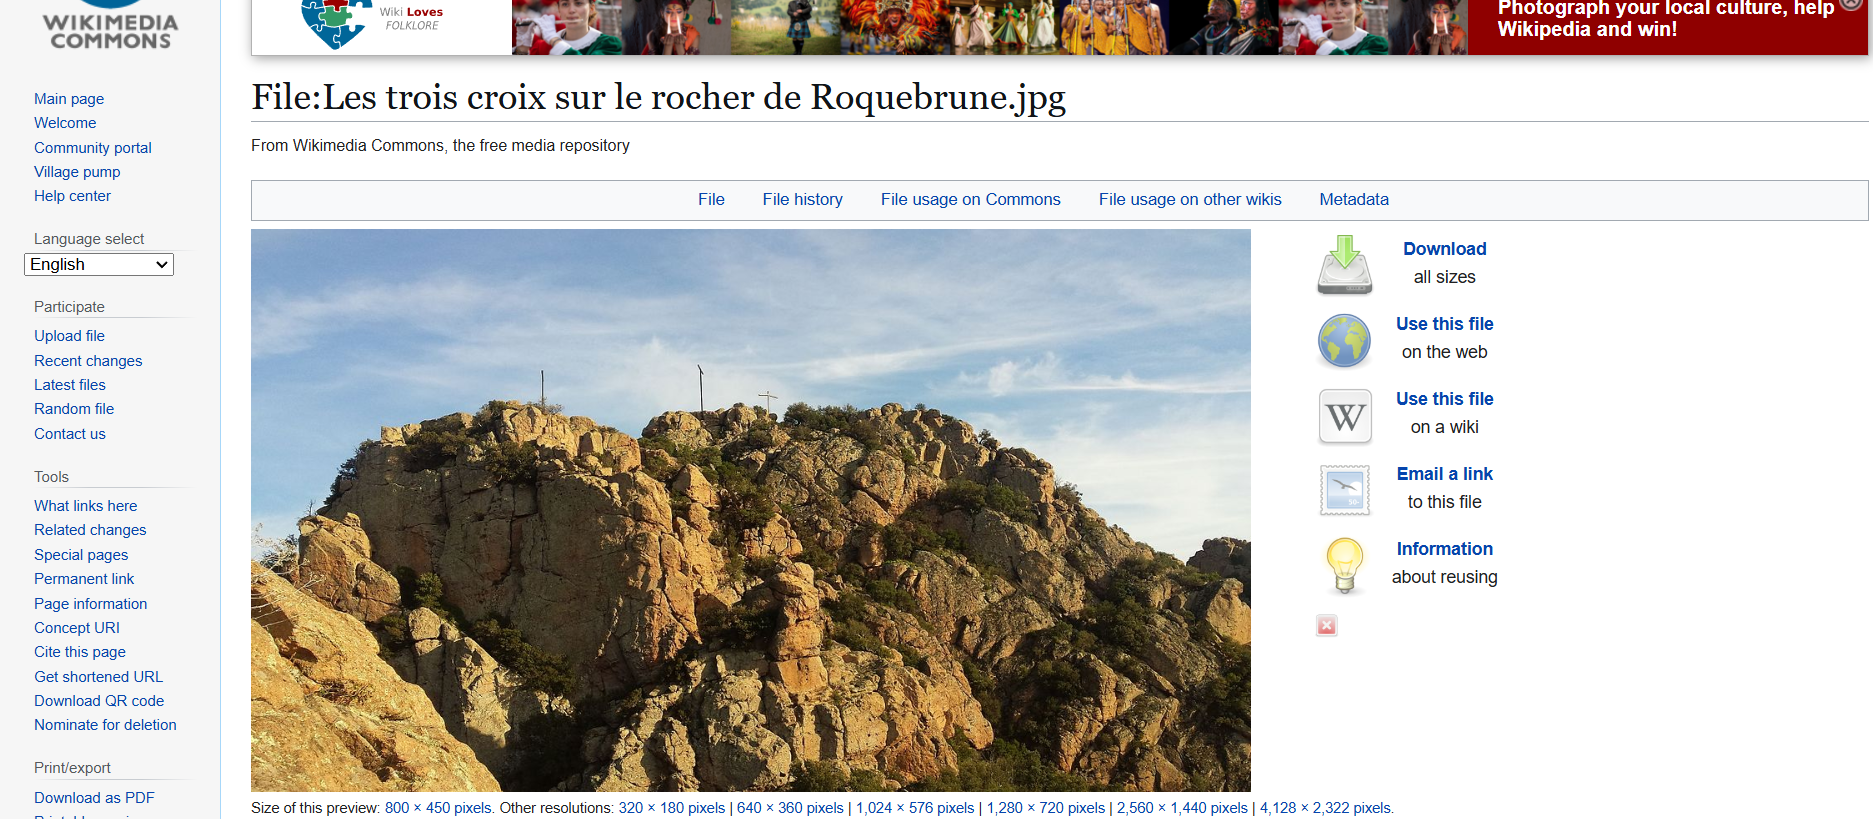 WIKIMEDIA
COMMONS
Wiki Loves
FOLKLORE
Photograph your local culture, help
Wikipedia and win!
Main page
Welcome
Community portal
Village pump
Help center
Language select
English
Participate
Upload file
Recent changes
Latest files
Random file
Contact us
Tools
What links here
Related changes
Special pages
Permanent link
Page information
Concept URI
Cite this page
Get shortened URL
Download QR code
Nominate for deletion
Print/export
Download as PDF
File:Les trois croix sur le rocher de Roquebrune.jpg
From Wikimedia Commons, the free media repository
File File history File usage on Commons File usage on other wikis Metadata
Download
all sizes
Use this file
on the web
W
Use this file
on a wiki
Email a link
to this file
Information
about reusing
Size of this preview: 800 × 450 pixels. Other resolutions: 320 × 180 pixels | 640 × 360 pixels | 1,024 × 576 pixels | 1,280 × 720 pixels | 2,560 × 1,440 pixels | 4,128 × 2,322 pixels.